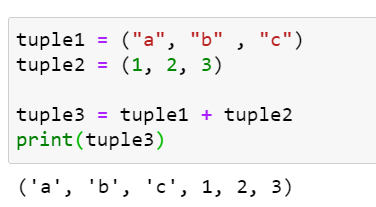 tuple1 = ("a", "b" , "c")
tuple2 = (1, 2, 3)
tuple3 = tuple1 + tuple2
print(tuple3)
('a', 'b', 'c', 1, 2, 3)